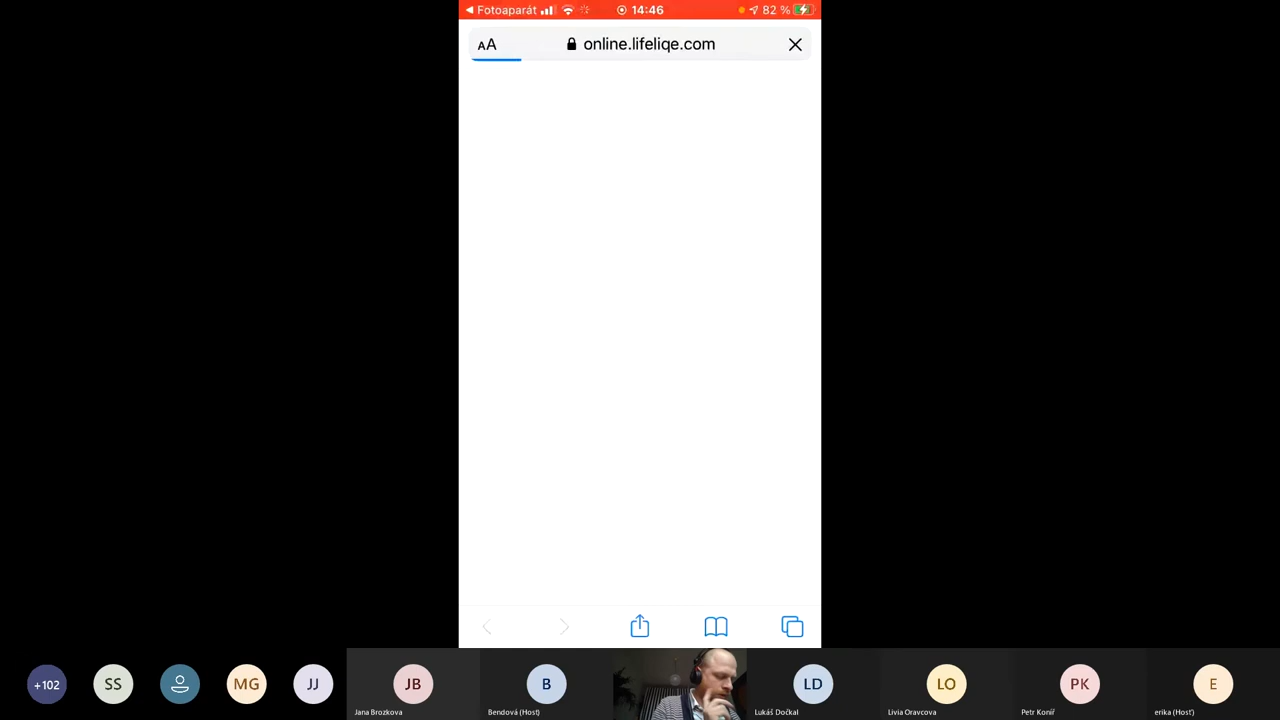 Fotoaparát 14:46 82 %
AA online.lifeliqe.com
+102 SS MG JJ JB B LD LO PK E
Jana Brozkova Bendová (Host) Lukáš Dočkal Livia Oravcova Petr Koníř erika (Hosť)